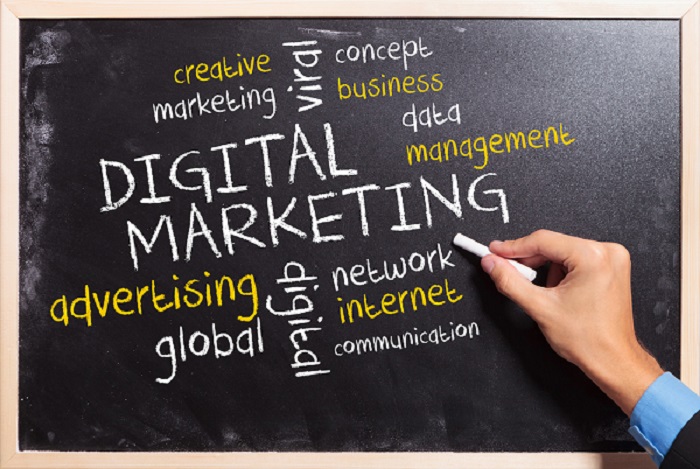 creative
marketing
viral
concept
business
data
management
DIGITAL
MARKETING
advertising
global
digital
network
internet
communication